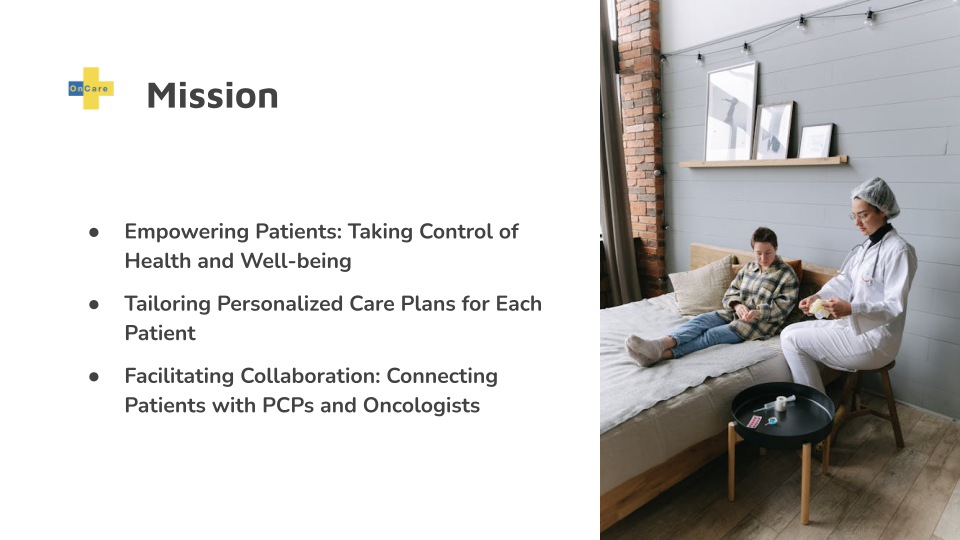 OnCare
Mission
● Empowering Patients: Taking Control of
Health and Well-being
● Tailoring Personalized Care Plans for Each
Patient
● Facilitating Collaboration: Connecting
Patients with PCPs and Oncologists